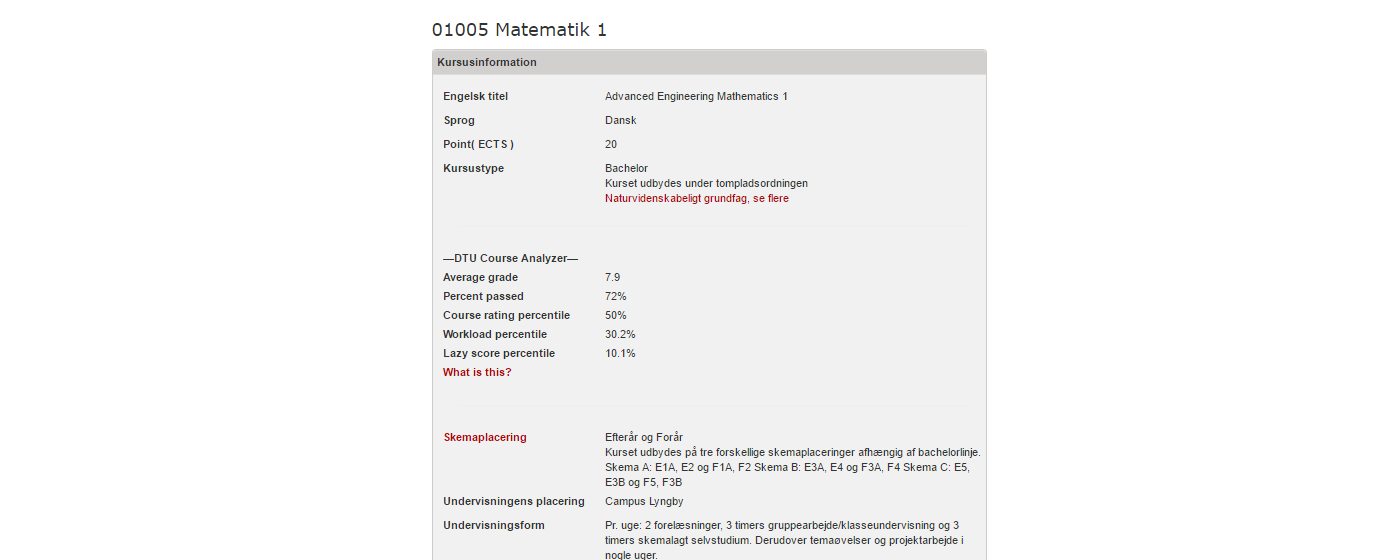 01005 Matematik 1
Kursusinformation
Engelsk titel Advanced Engineering Mathematics 1
Sprog Dansk
Point( ECTS ) 20
Kursustype Bachelor
Kurset udbydes under tompladsordningen
Naturvidenskabeligt grundfag, se flere
—DTU Course Analyzer—
Average grade 7.9
Percent passed 72%
Course rating percentile 50%
Workload percentile 30.2%
Lazy score percentile 10.1%
What is this?
Skemaplacering Efterår og Forår
Kurset udbydes på tre forskellige skemaplaceringer afhængig af bachelorlinje.
Skema A: E1A, E2 og F1A, F2 Skema B: E3A, E4 og F3A, F4 Skema C: E5,
E3B og F5, F3B
Undervisningens placering Campus Lyngby
Undervisningsform Pr. uge: 2 forelæsninger, 3 timers gruppearbejde/klasseundervisning og 3
timers skemalagt selvstudium. Derudover temaøvelser og projektarbejde i
nogle uger.